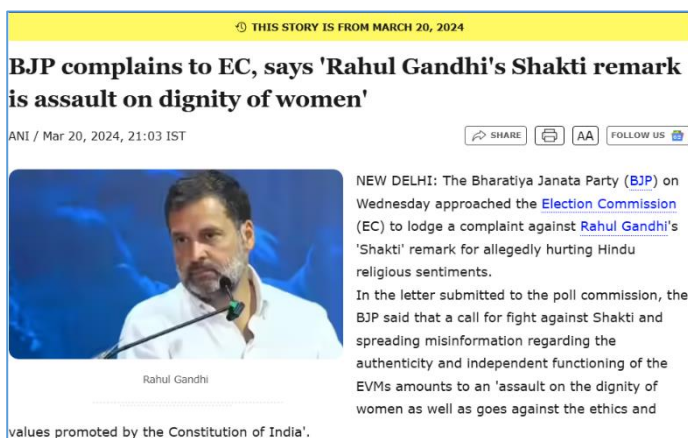 THIS STORY IS FROM MARCH 20, 2024
BJP complains to EC, says 'Rahul Gandhi's Shakti remark
is assault on dignity of women'
ANI / Mar 20, 2024, 21:03 IST
SHARE
AA
FOLLOW US
NEW DELHI: The Bharatiya Janata Party (BJP) on
Wednesday approached the Election Commission
(EC) to lodge a complaint against Rahul Gandhi's
'Shakti' remark for allegedly hurting Hindu
religious sentiments.
In the letter submitted to the poll commission, the
BJP said that a call for fight against Shakti and
spreading misinformation regarding the
authenticity and independent functioning of the
EVMs amounts to an 'assault on the dignity of
women as well as goes against the ethics and
Rahul Gandhi
values promoted by the Constitution of India'.